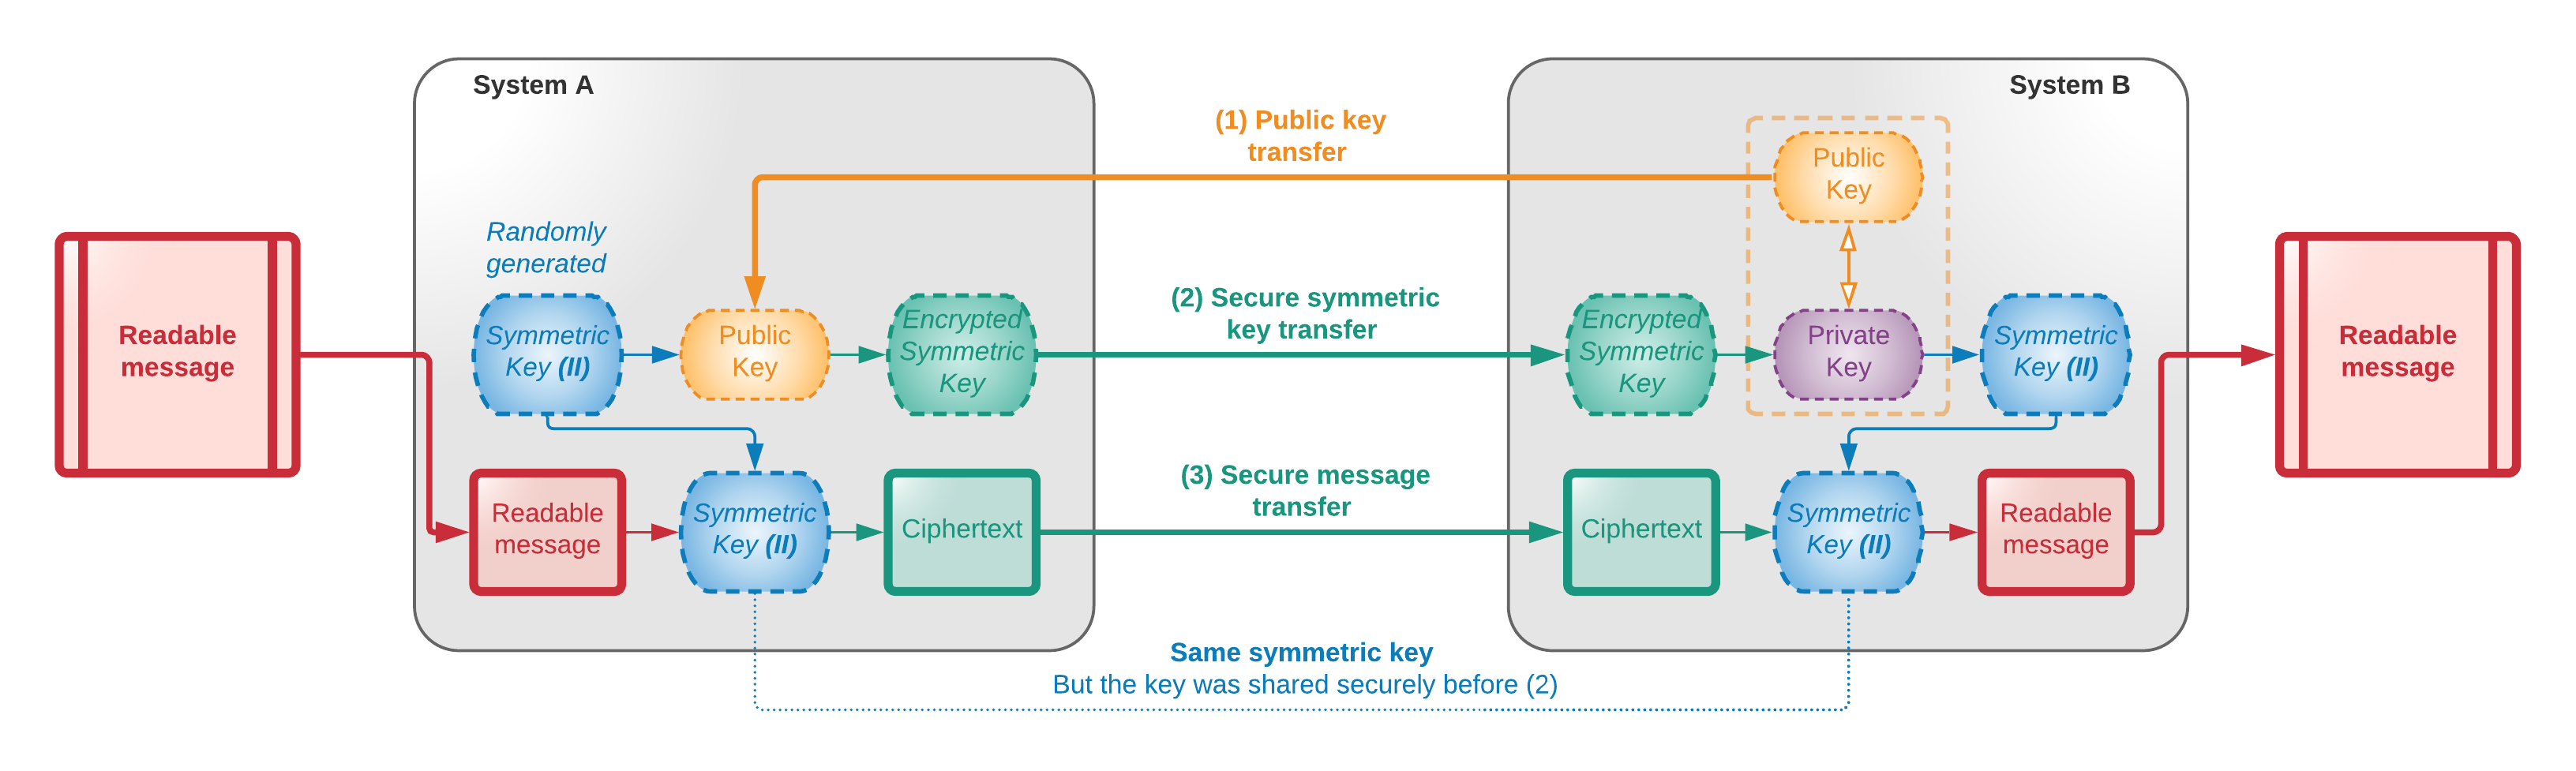 System A
System B
(1) Public key
transfer
Public
Key
Randomly
generated
(2) Secure symmetric
key transfer
Readable
message
Symmetric
Key (II)
Public
Key
Encrypted
Symmetric
Key
Encrypted
Symmetric
Key
Private
Key
Symmetric
Key (II)
Readable
message
(3) Secure message
transfer
Readable
message
Symmetric
Key (II)
Ciphertext
Ciphertext
Symmetric
Key (II)
Readable
message
Same symmetric key
But the key was shared securely before (2)